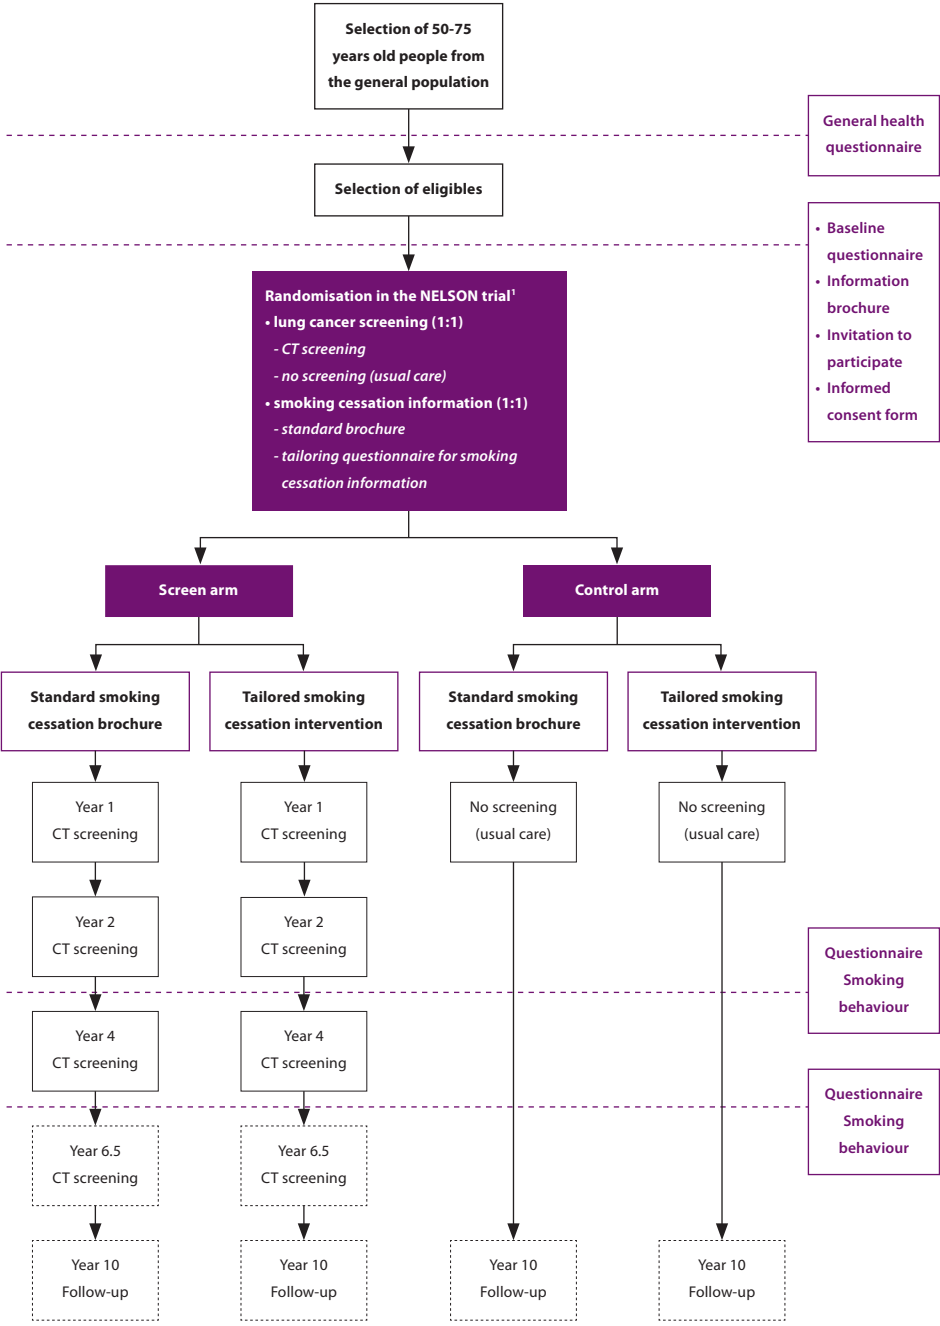 Selection of 50-75
years old people from
the general population
General health
questionnaire
Selection of eligibles
• Baseline
questionnaire
• Information
brochure
• Invitation to
participate
• Informed
consent form
Randomisation in the NELSON trial¹
• lung cancer screening (1:1)
- CT screening
- no screening (usual care)
• smoking cessation information (1:1)
- standard brochure
- tailoring questionnaire for smoking
cessation information
Screen arm
Control arm
Standard smoking
cessation brochure
Tailored smoking
cessation intervention
Standard smoking
cessation brochure
Tailored smoking
cessation intervention
Year 1
CT screening
Year 1
CT screening
No screening
(usual care)
No screening
(usual care)
Year 2
CT screening
Year 2
CT screening
Questionnaire
Smoking
behaviour
Year 4
CT screening
Year 4
CT screening
Questionnaire
Smoking
behaviour
Year 6.5
CT screening
Year 6.5
CT screening
Year 10
Follow-up
Year 10
Follow-up
Year 10
Follow-up
Year 10
Follow-up